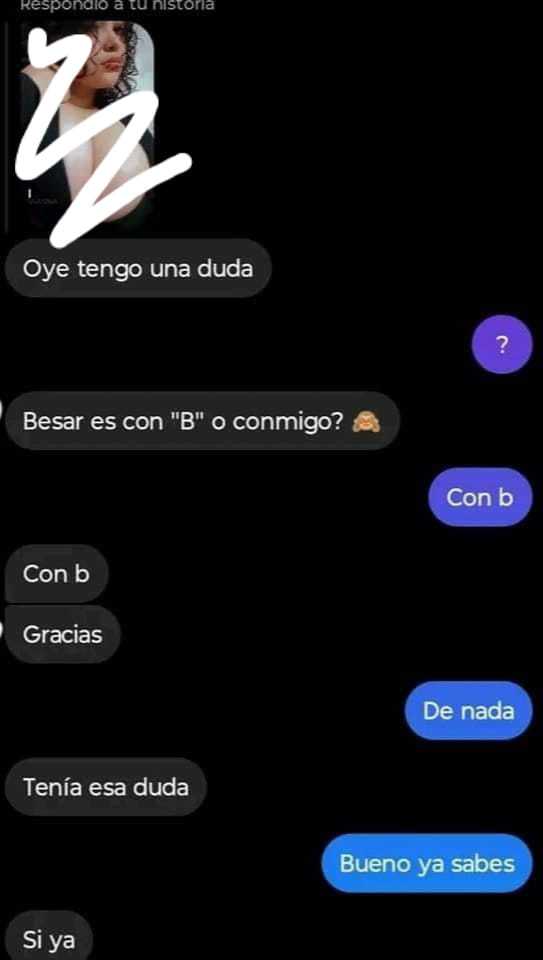 Respondió a tu historia
Oye tengo una duda
?
Besar es con "B" o conmigo? 🙈
Con b
Con b
Gracias
De nada
Tenía esa duda
Bueno ya sabes
Si ya